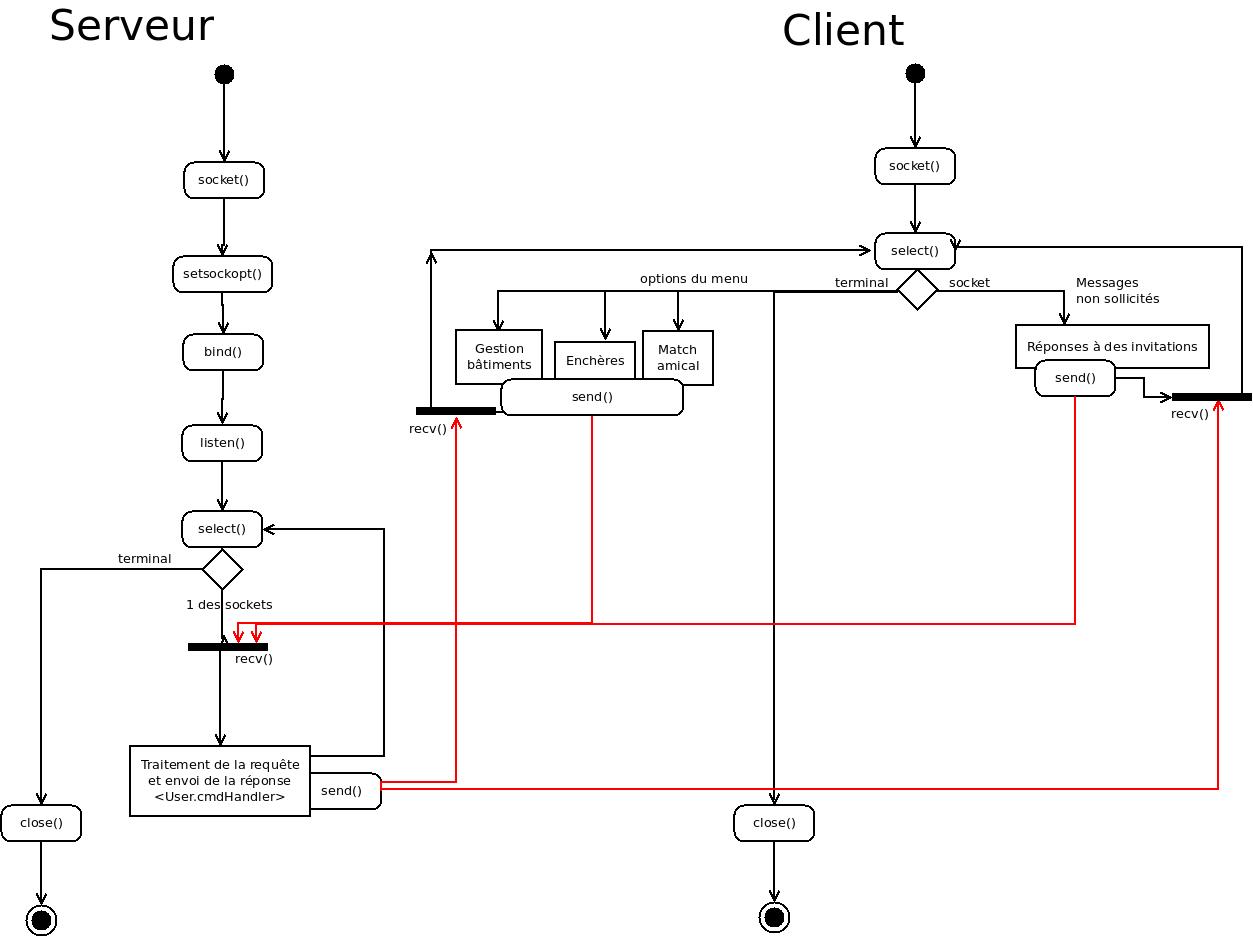 Serveur
socket()
setsockopt()
bind()
listen()
select()
terminal
1 des sockets
recv()
Traitement de la requête
et envoi de la réponse
<User.cmdHandler>
send()
close()
Client
socket()
select()
options du menu
terminal
socket
Messages
non sollicités
Gestion
bâtiments
Enchères
Match
amical
send()
recv()
Réponses à des invitations
send()
recv()
close()